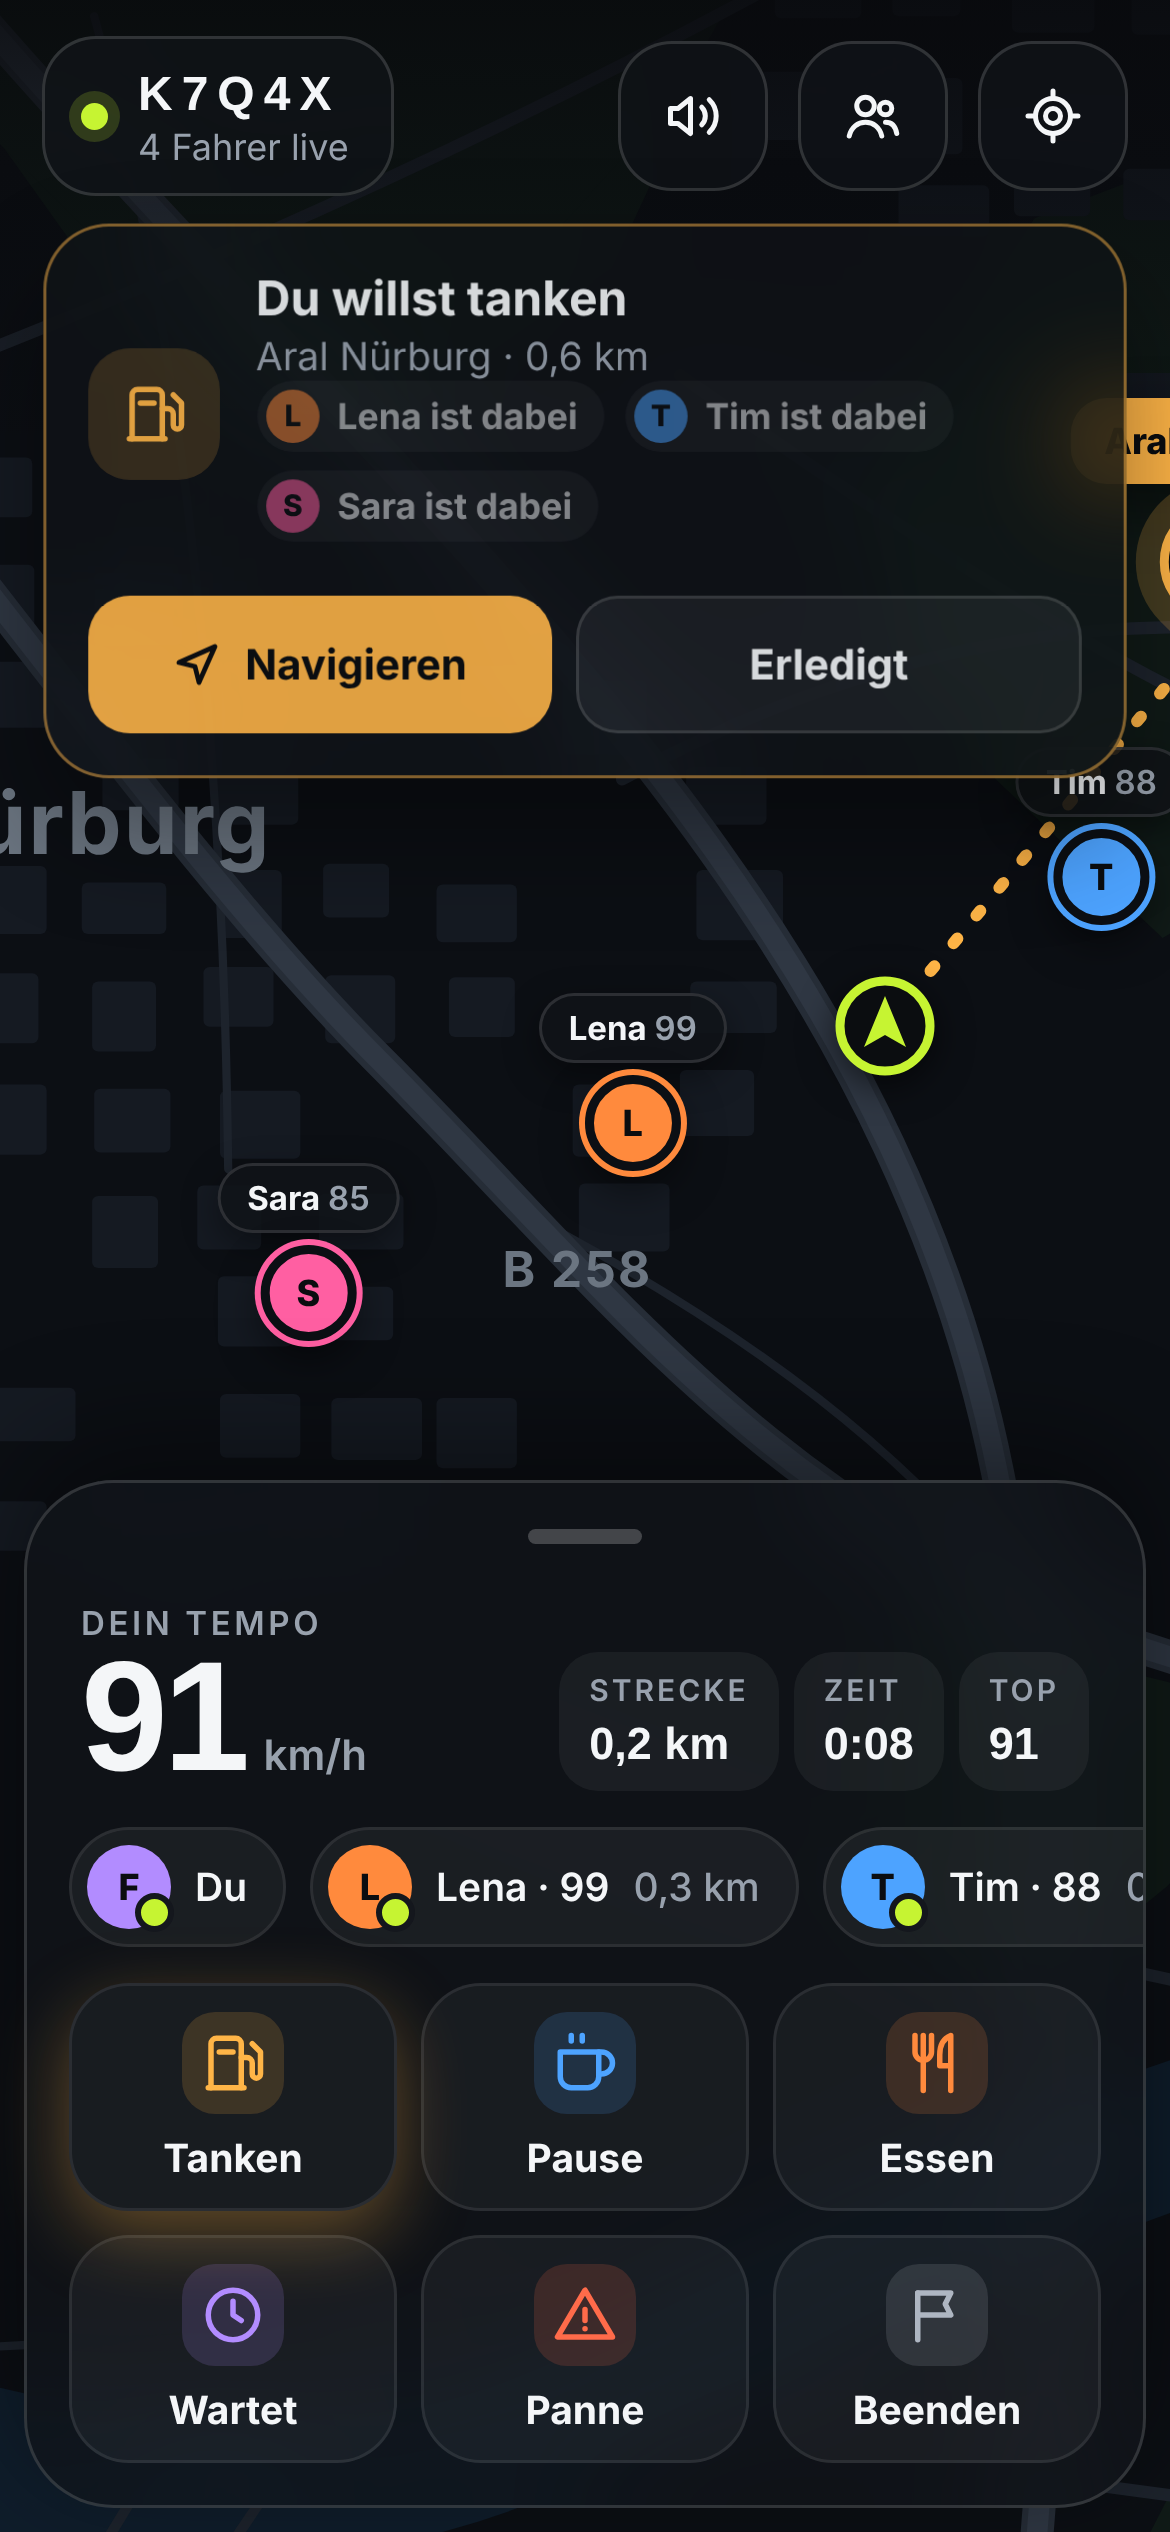 K7Q4X
4 Fahrer live
Du willst tanken
Aral Nürburg · 0,6 km
L Lena ist dabei
T Tim ist dabei
S Sara ist dabei
Navigieren
Erledigt
Aral
Tim 88
ürburg
T
Lena 99
L
Sara 85
S
B 258
DEIN TEMPO
91 km/h
STRECKE
0,2 km
ZEIT
0:08
TOP
91
F Du
L Lena · 99 0,3 km
T Tim · 88
Tanken
Pause
Essen
Wartet
Panne
Beenden